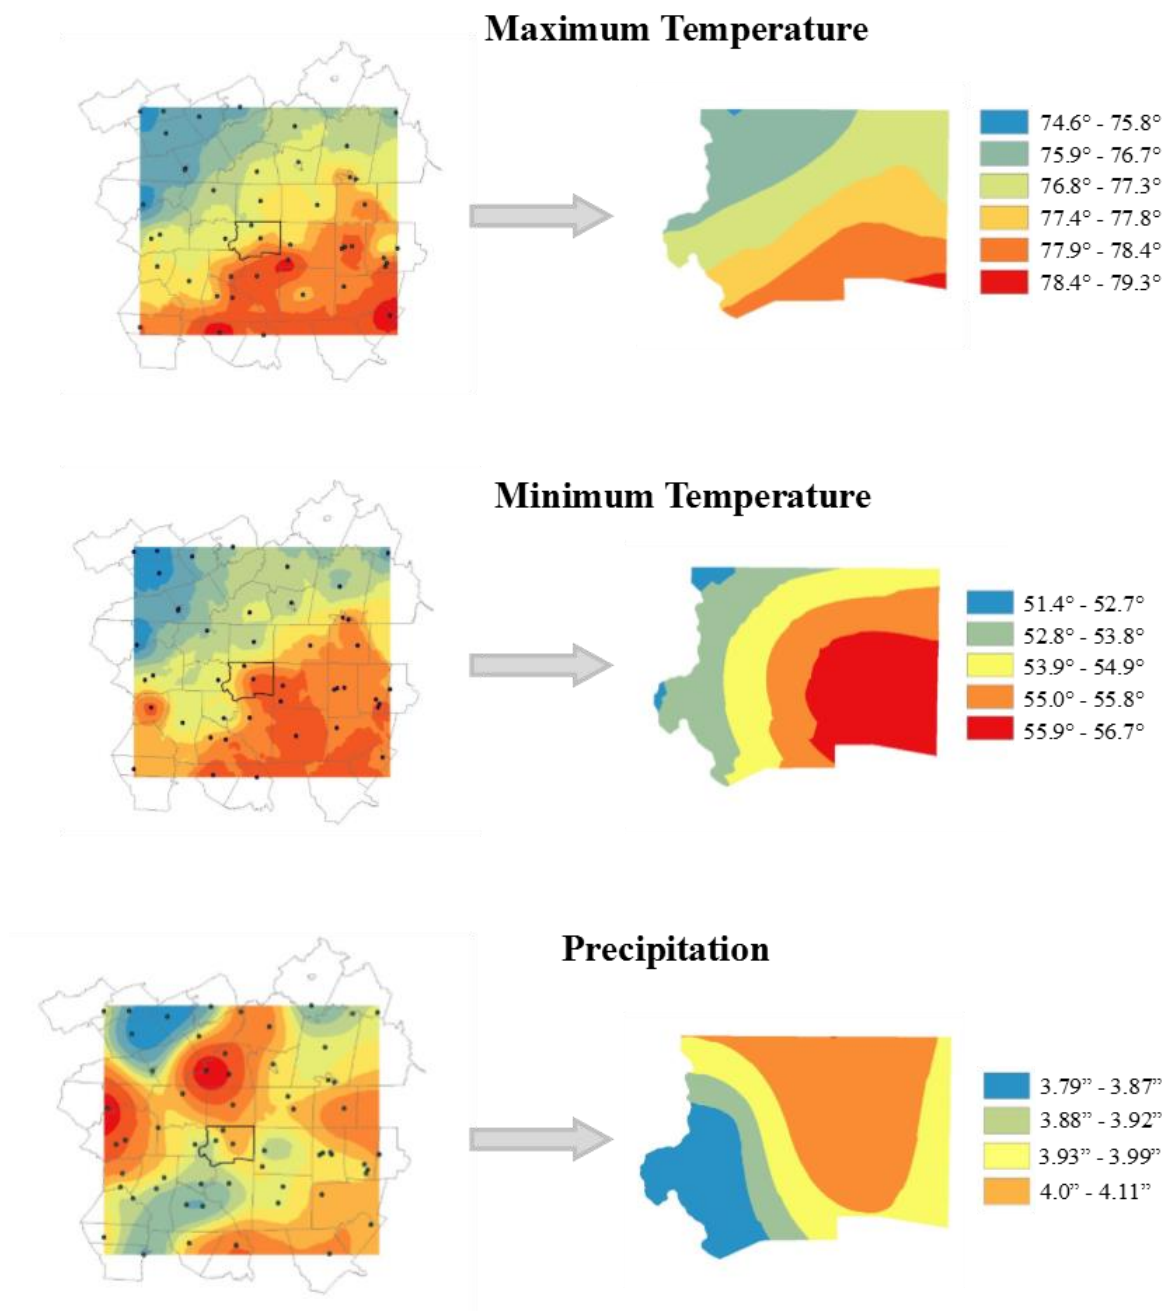 Maximum Temperature
74.6° - 75.8°
75.9° - 76.7°
76.8° - 77.3°
77.4° - 77.8°
77.9° - 78.4°
78.4° - 79.3°
Minimum Temperature
51.4° - 52.7°
52.8° - 53.8°
53.9° - 54.9°
55.0° - 55.8°
55.9° - 56.7°
Precipitation
3.79” - 3.87”
3.88” - 3.92”
3.93” - 3.99”
4.0” - 4.11”